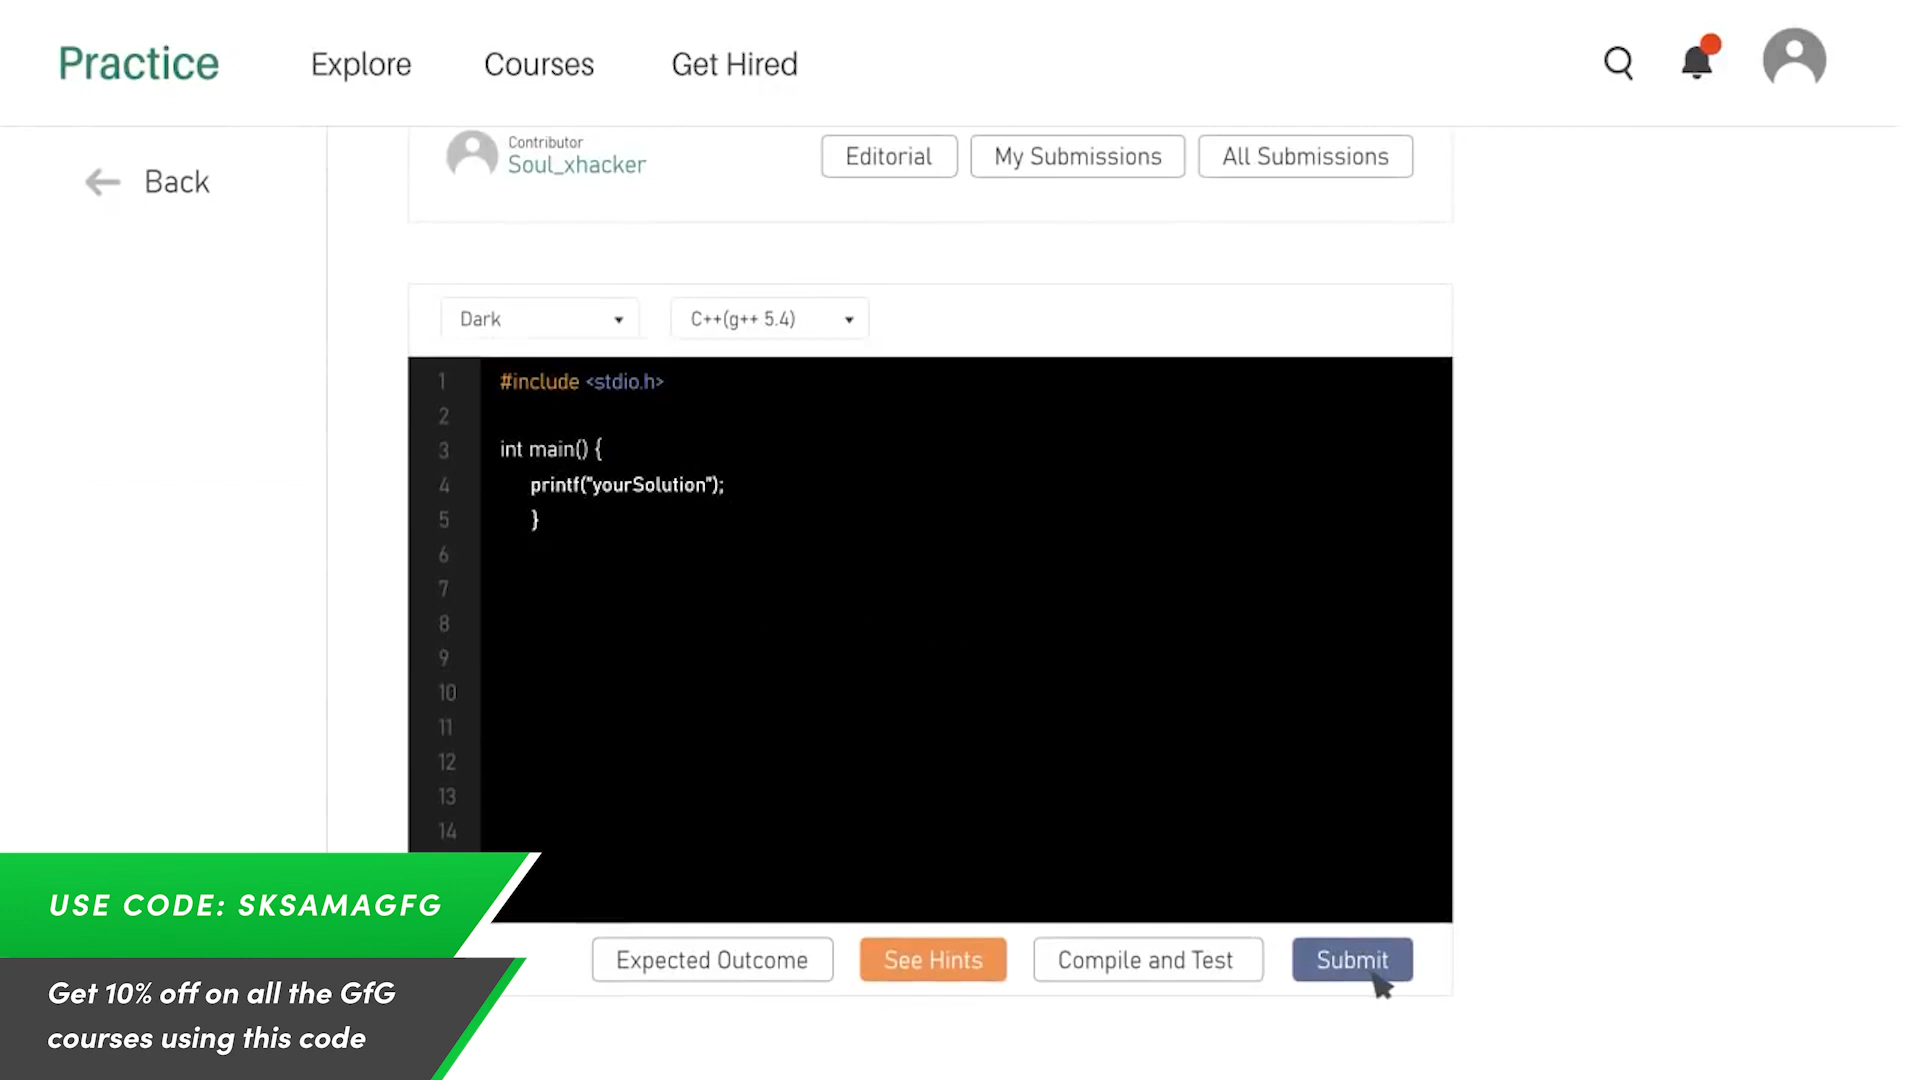 Practice Explore Courses Get Hired
Back
Contributor
Soul_xhacker
Editorial My Submissions All Submissions
Dark C++(g++ 5.4)
1 #include <stdio.h>
2
3 int main() {
4 printf("yourSolution");
5 }
6
7
8
9
10
11
12
13
14
USE CODE: SKSAMAGFG
Expected Outcome See Hints Compile and Test Submit
Get 10% off on all the GfG
courses using this code